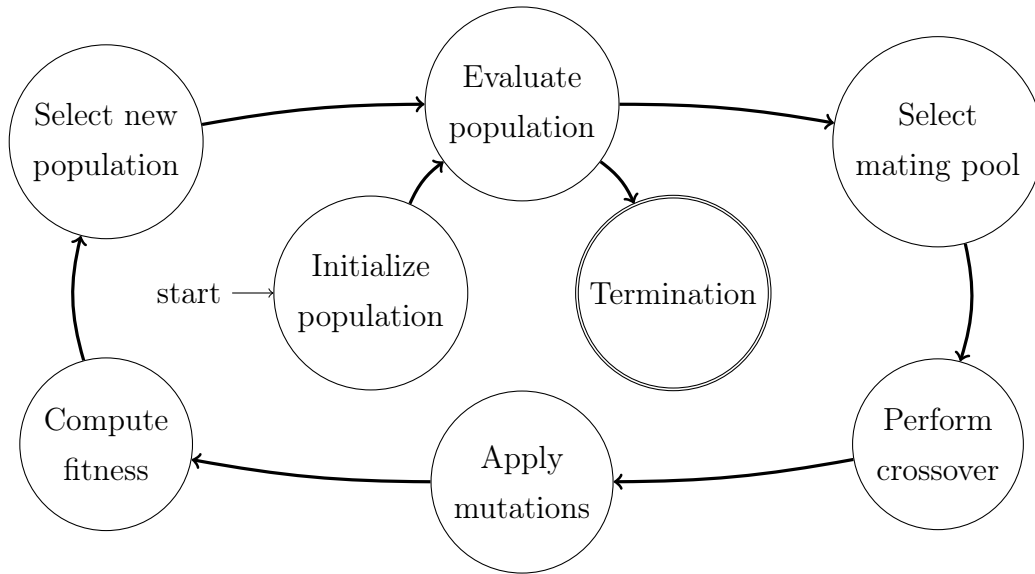 Evaluate
population
Select new
population
Select
mating pool
Initialize
population
start
Termination
Compute
fitness
Apply
mutations
Perform
crossover